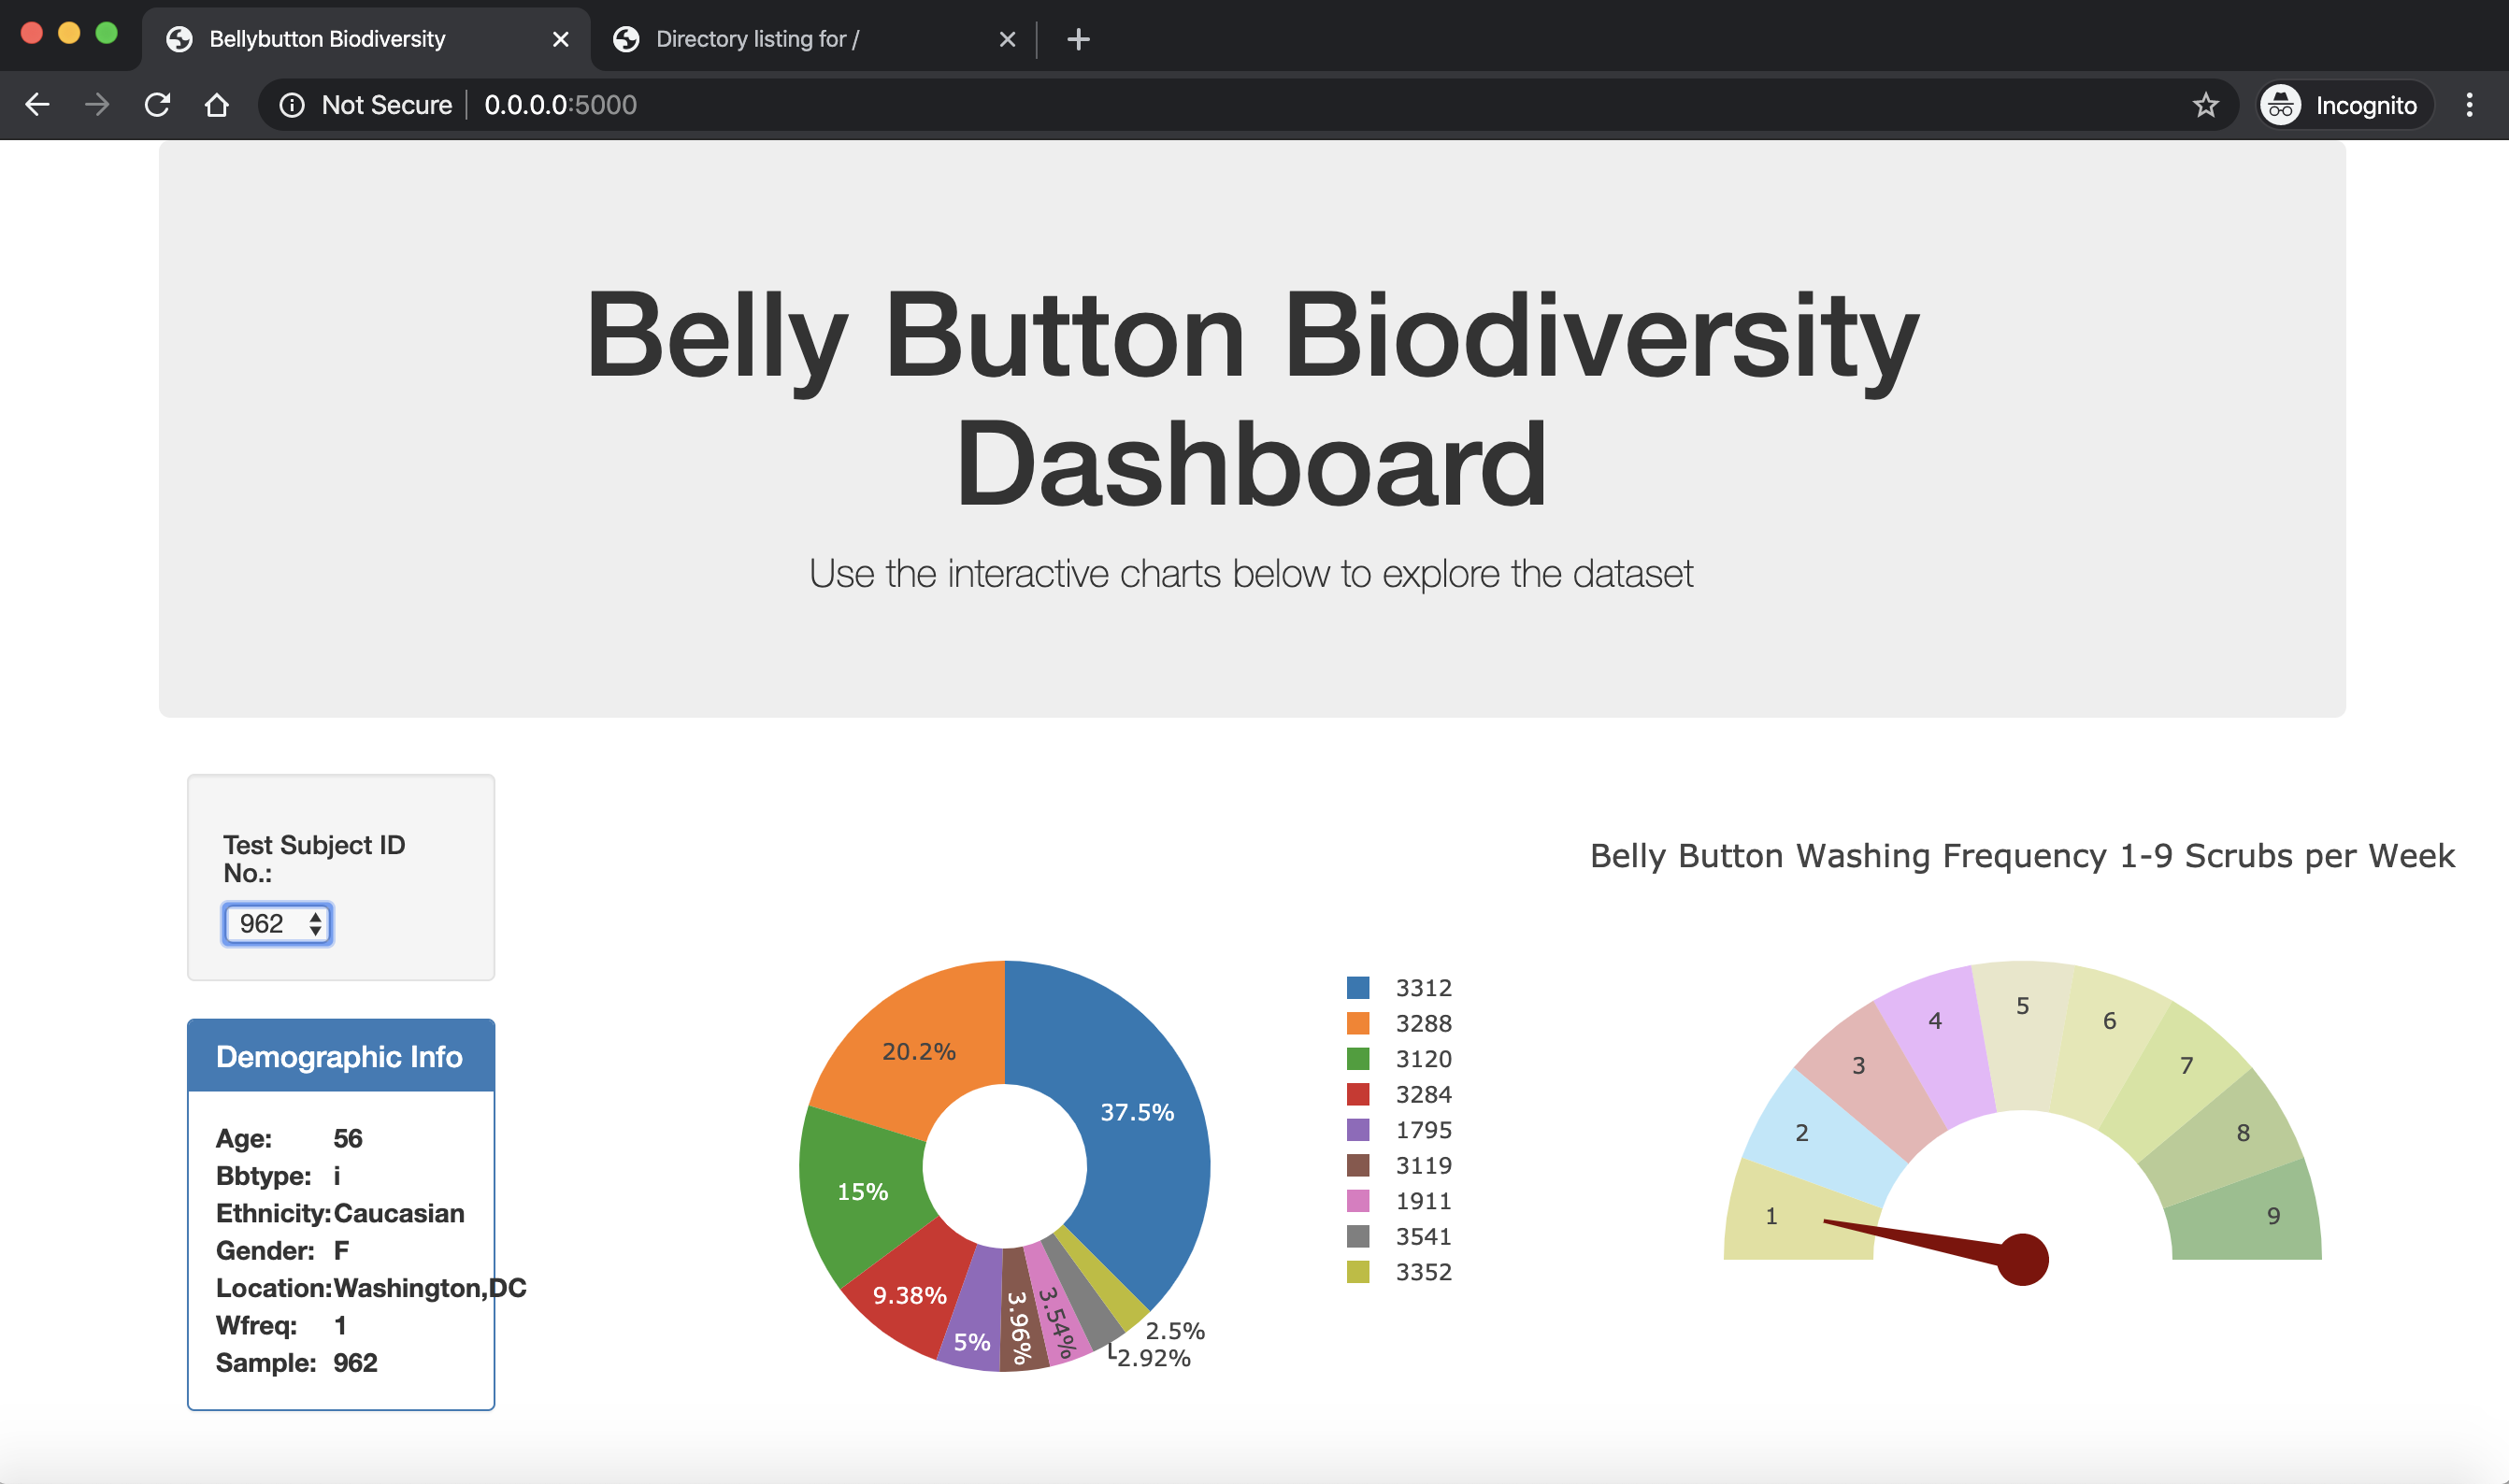 Bellybutton Biodiversity
Directory listing for /
Not Secure
0.0.0.0:5000
Incognito
Belly Button Biodiversity
Dashboard
Use the interactive charts below to explore the dataset
Test Subject ID
No.:
962
Demographic Info
Age: 56
Bbtype: i
Ethnicity: Caucasian
Gender: F
Location: Washington,DC
Wfreq: 1
Sample: 962
37.5%
20.2%
15%
9.38%
5%
3.96%
3.54%
2.92%
2.5%
3312
3288
3120
3284
1795
3119
1911
3541
3352
Belly Button Washing Frequency 1-9 Scrubs per Week
1
2
3
4
5
6
7
8
9